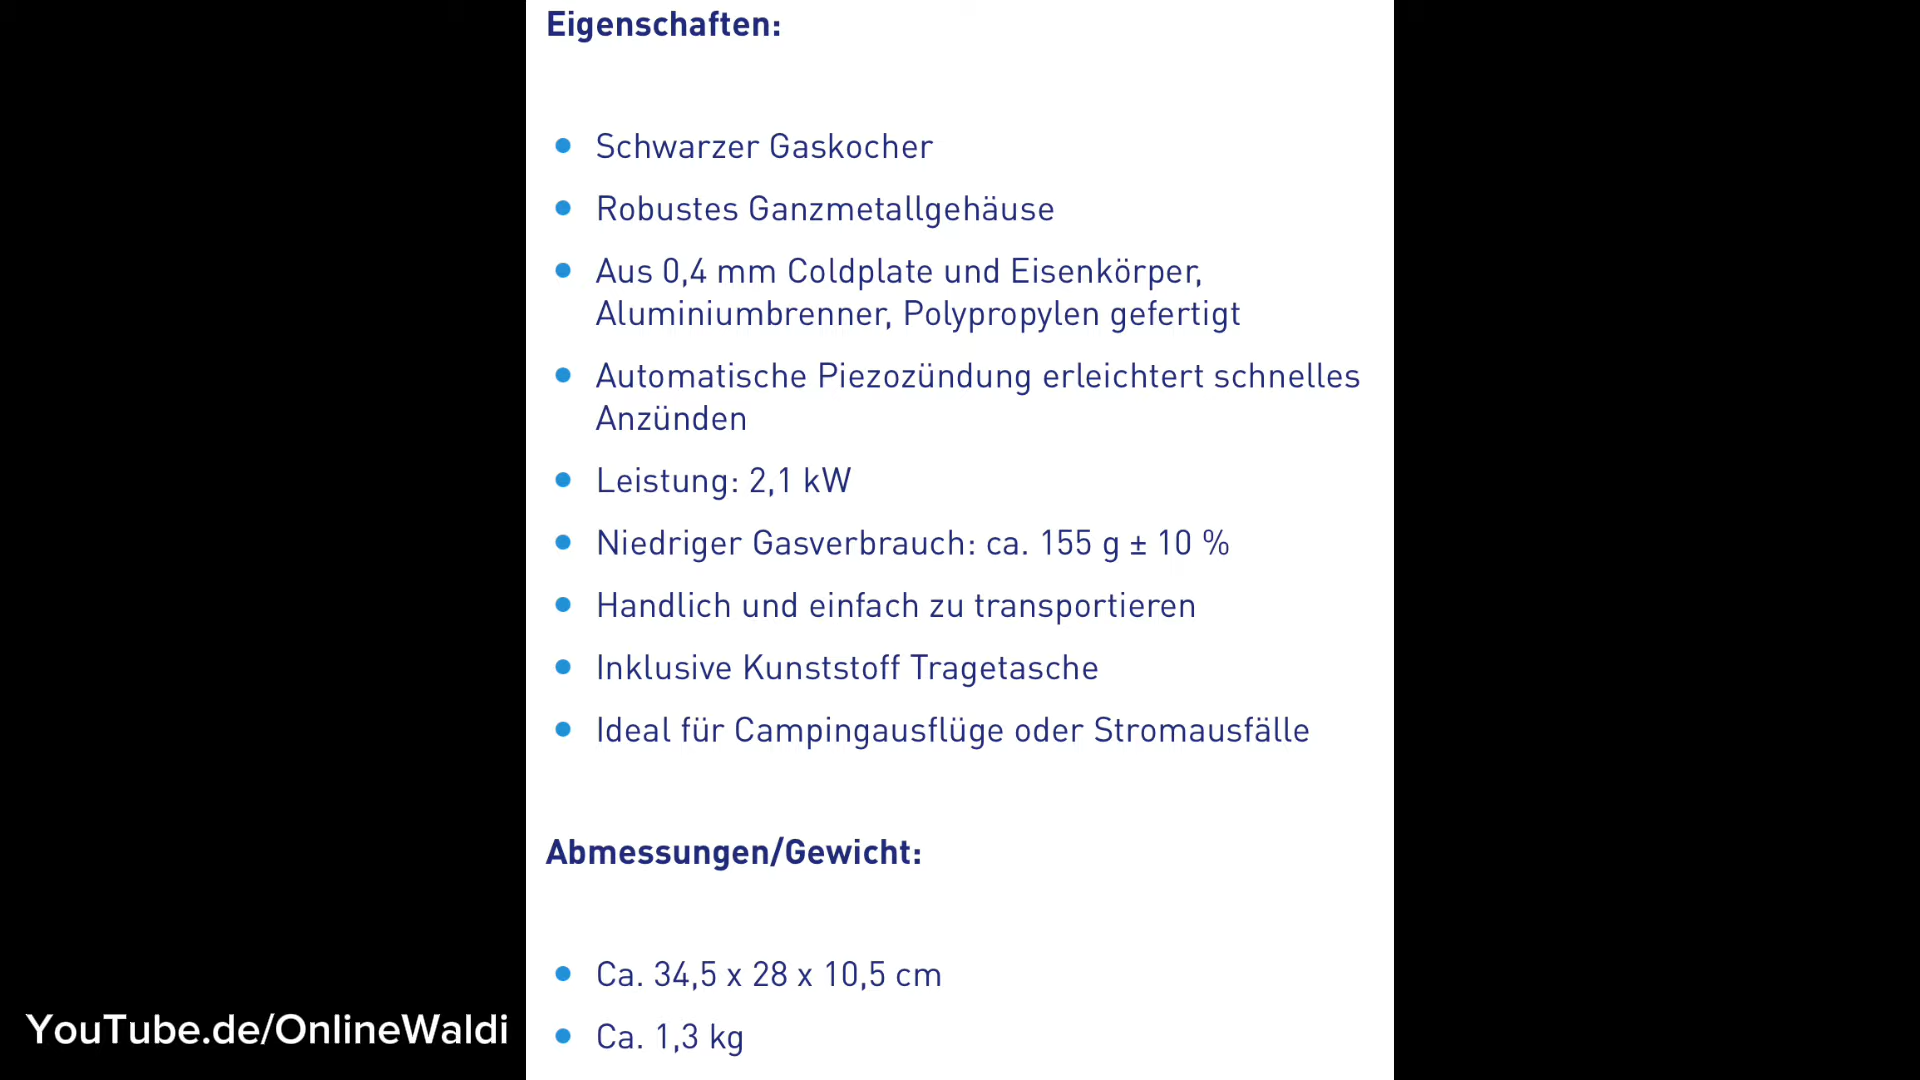 Eigenschaften:
Schwarzer Gaskocher
Robustes Ganzmetallgehäuse
Aus 0,4 mm Coldplate und Eisenkörper,
Aluminiumbrenner, Polypropylen gefertigt
Automatische Piezozündung erleichtert schnelles
Anzünden
Leistung: 2,1 kW
Niedriger Gasverbrauch: ca. 155 g ± 10 %
Handlich und einfach zu transportieren
Inklusive Kunststoff Tragetasche
Ideal für Campingausflüge oder Stromausfälle
Abmessungen/Gewicht:
Ca. 34,5 x 28 x 10,5 cm
Ca. 1,3 kg
YouTube.de/OnlineWaldi